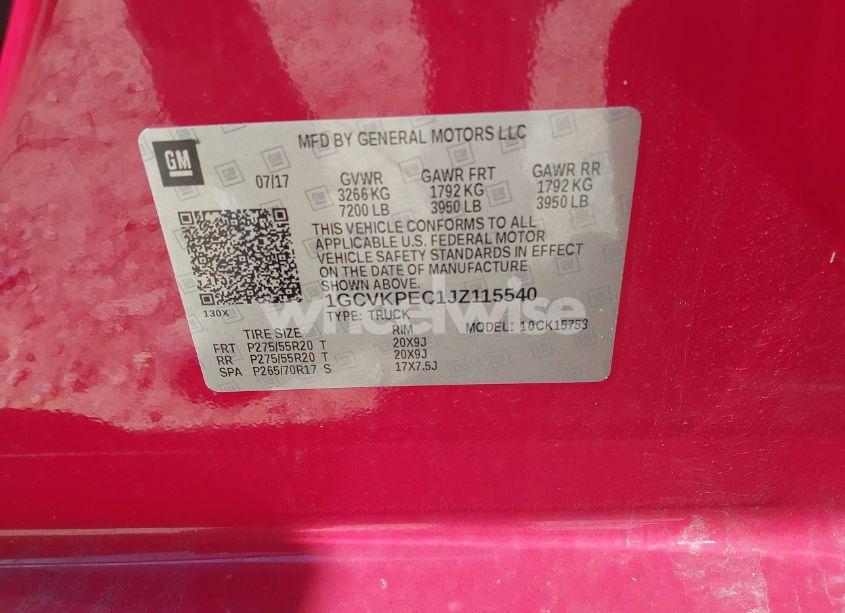 MFD BY GENERAL MOTORS LLC
GM
07/17 GVWR GAWR FRT GAWR RR
3266 KG 1792 KG 1792 KG
7200 LB 3950 LB 3950 LB
THIS VEHICLE CONFORMS TO ALL
APPLICABLE U.S. FEDERAL MOTOR
VEHICLE SAFETY STANDARDS IN EFFECT
ON THE DATE OF MANUFACTURE
SHOWN ABOVE.
130X 1GCVKPEC1JZ115540
TYPE: TRUCK
wheelwise
TIRE SIZE RIM MODEL: 10CK15753
FRT P275/55R20 T 20X9J
RR P275/55R20 T 20X9J
SPA P265/70R17 S 17X7.5J